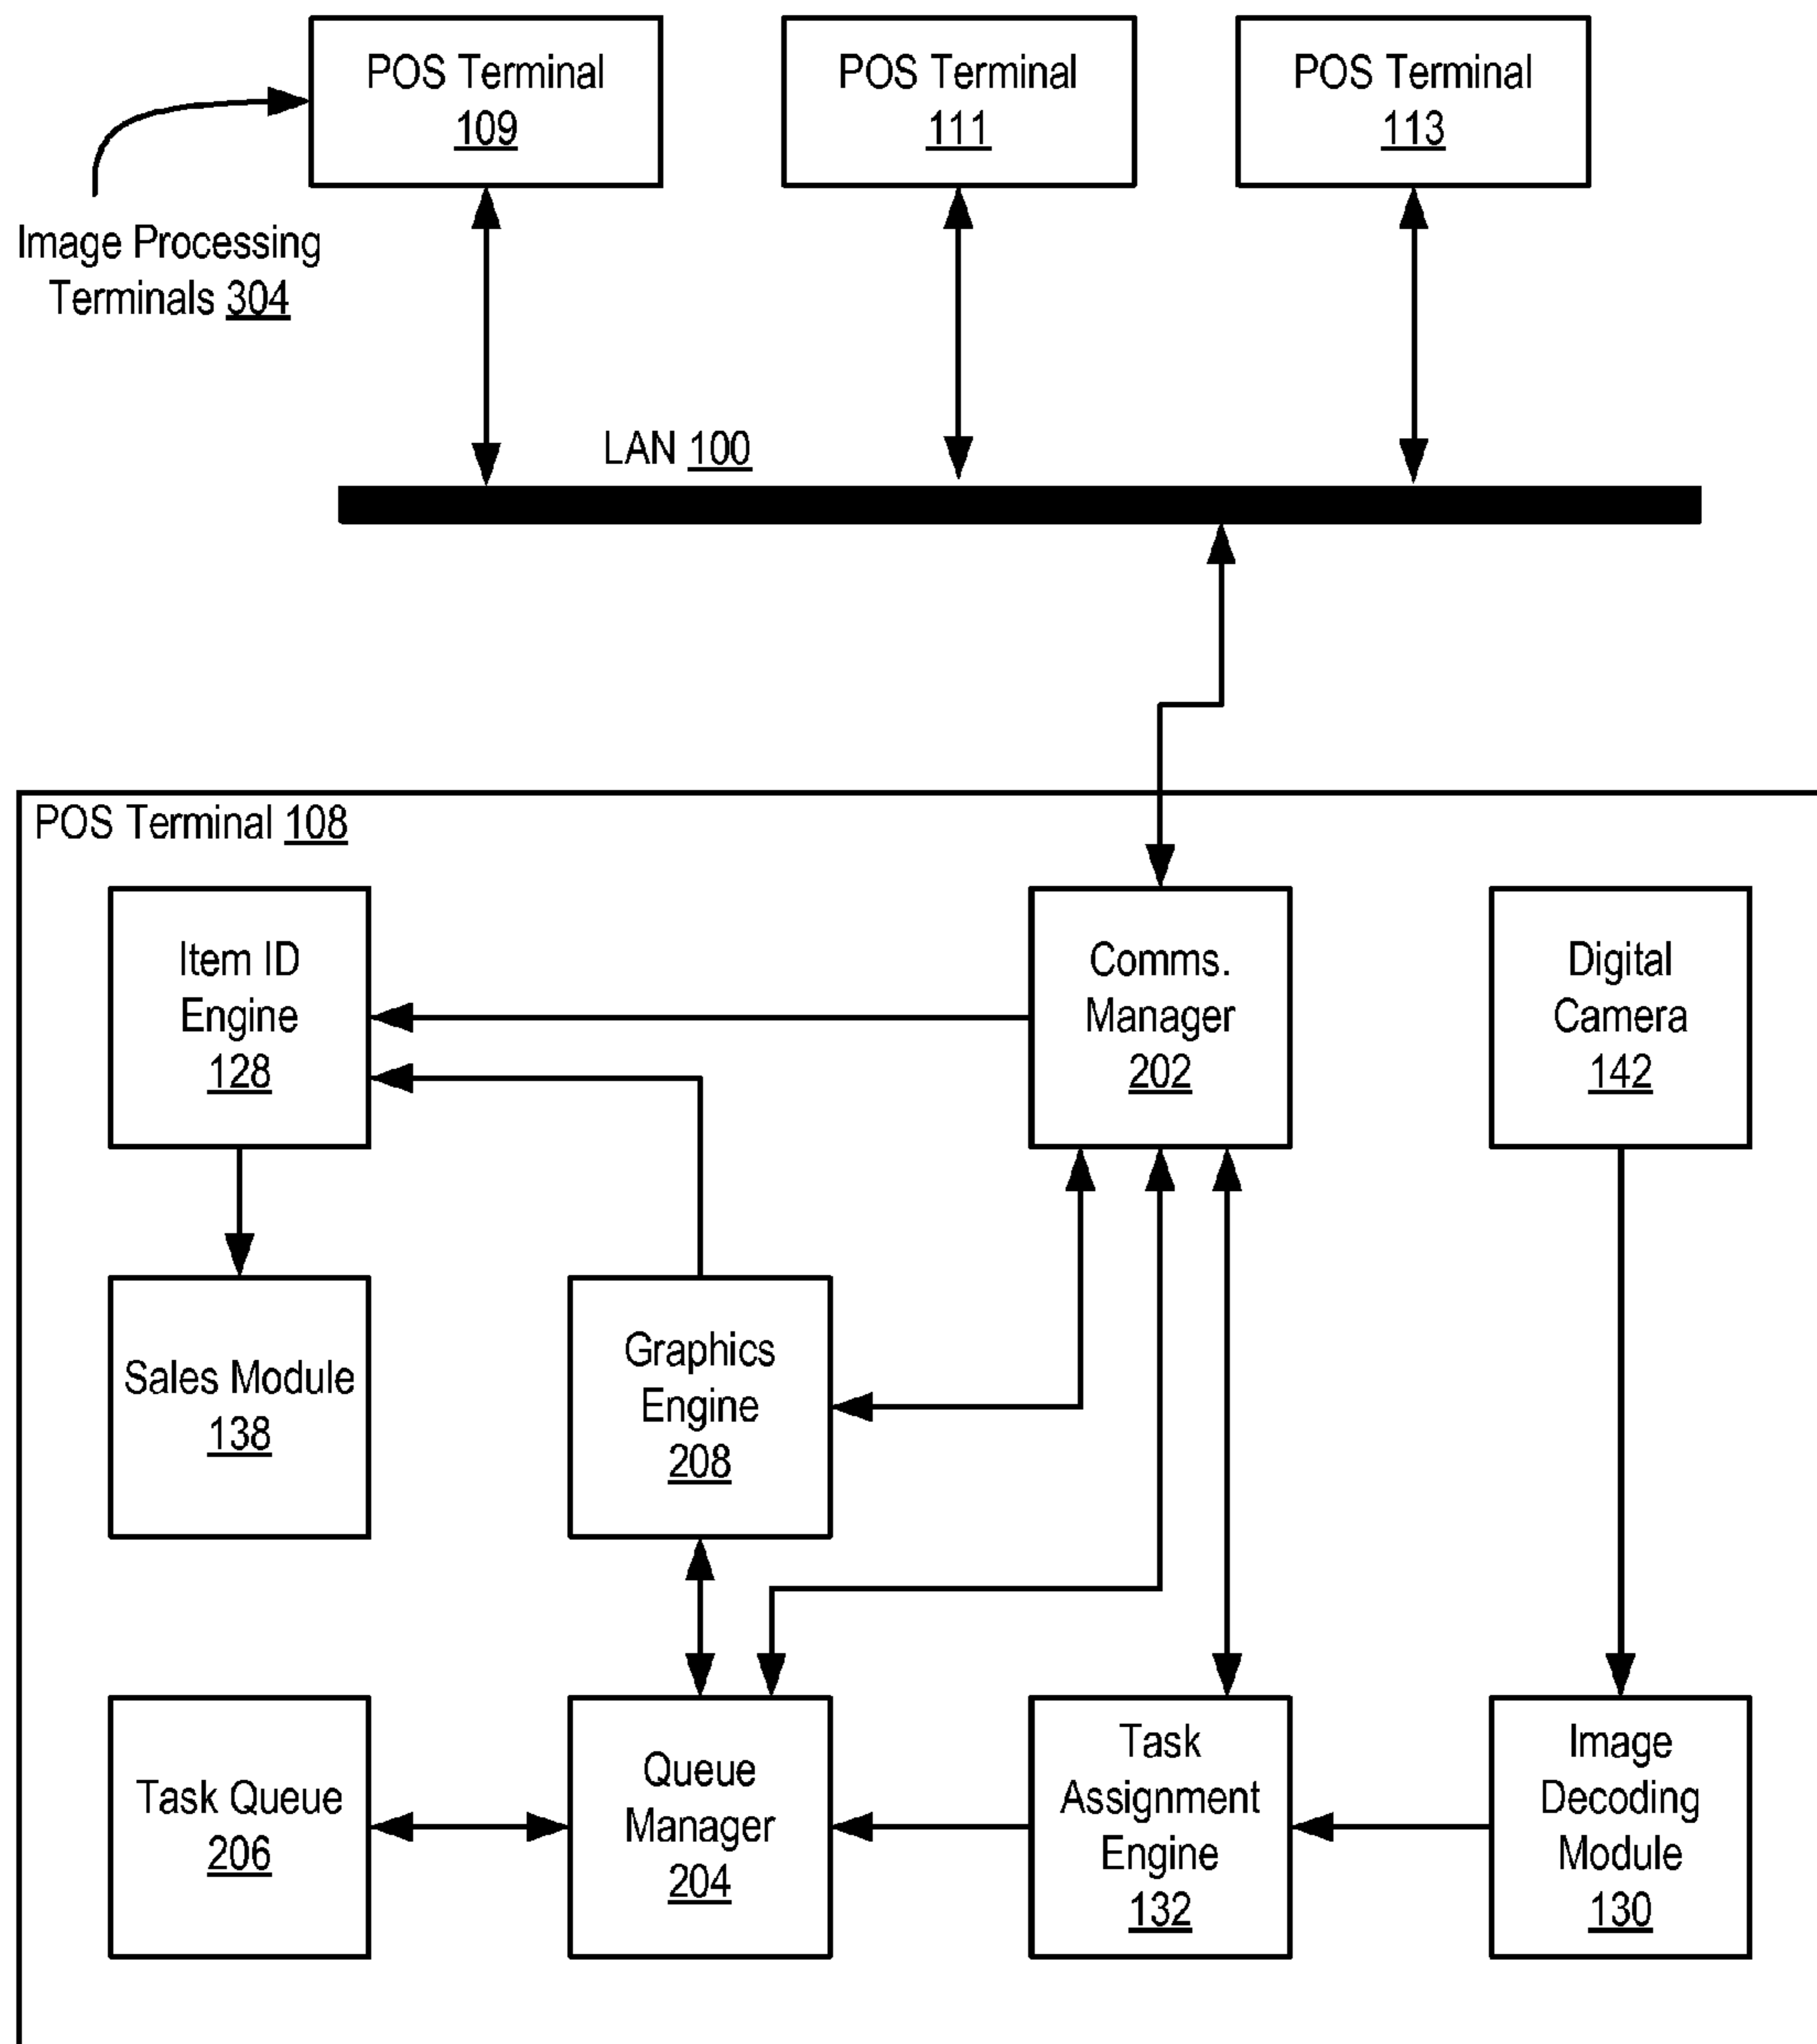 POS Terminal
109
POS Terminal
111
POS Terminal
113
Image Processing
Terminals 304
LAN 100
POS Terminal 108
Item ID
Engine
128
Comms.
Manager
202
Digital
Camera
142
Sales Module
138
Graphics
Engine
208
Task Queue
206
Queue
Manager
204
Task
Assignment
Engine
132
Image
Decoding
Module
130